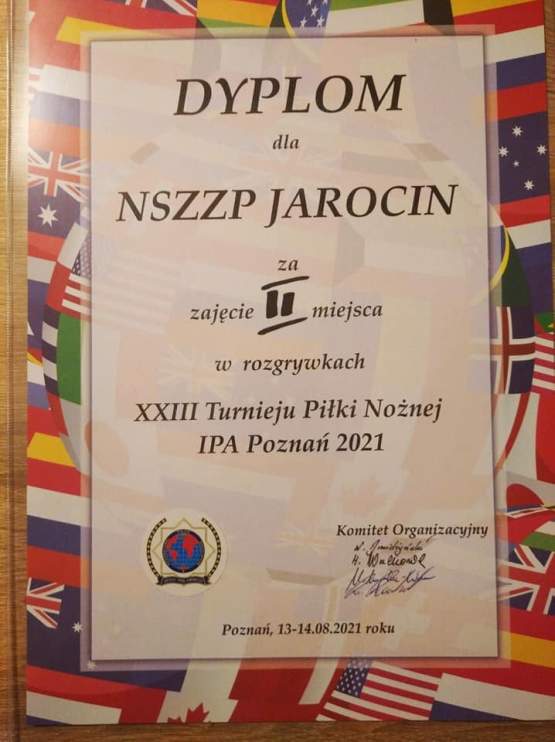 DYPLOM
dla
NSZZP JAROCIN
za
zajęcie II miejsca
w rozgrywkach
XXIII Turnieju Piłki Nożnej
IPA Poznań 2021
Komitet Organizacyjny
Poznań, 13-14.08.2021 roku